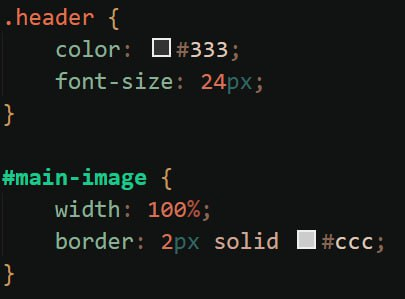 .header {
    color: #333;
    font-size: 24px;
}

#main-image {
    width: 100%;
    border: 2px solid #ccc;
}